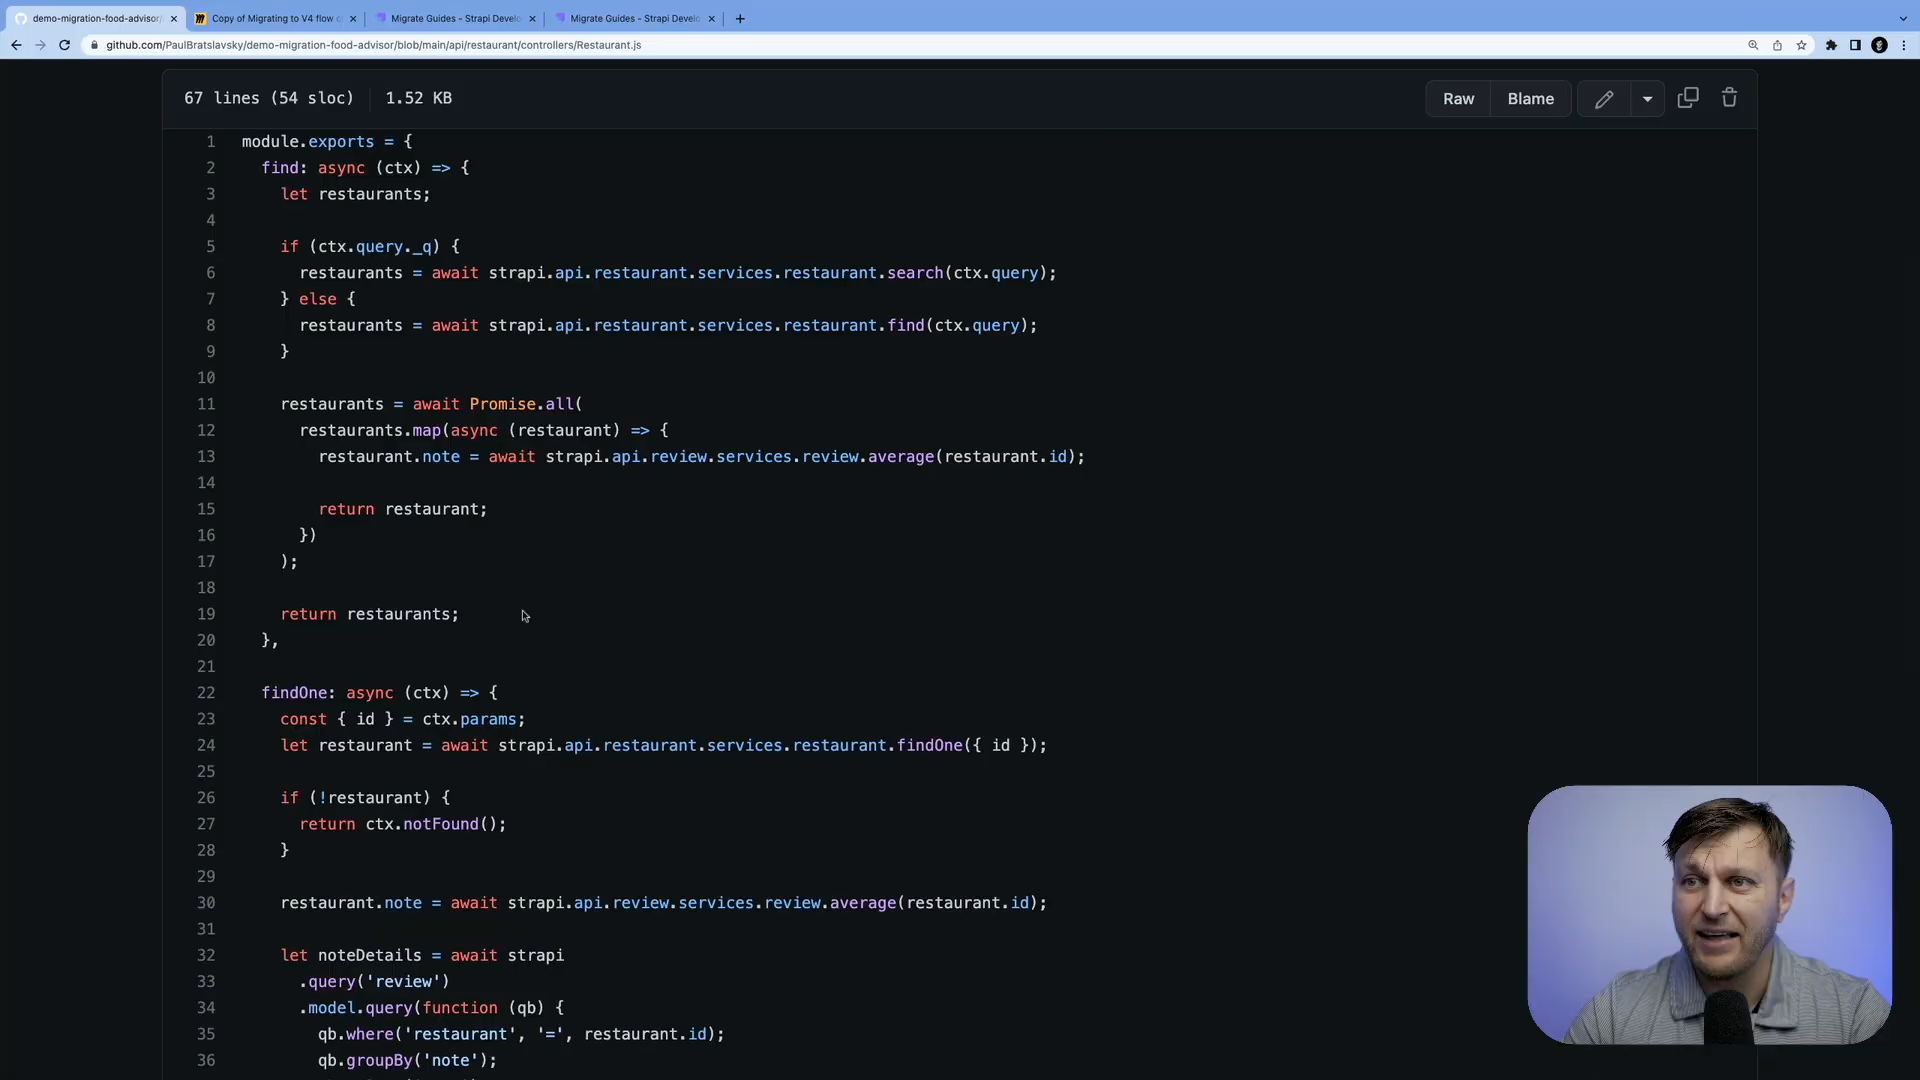 demo-migration-food-advisor/
Copy of Migrating to V4 flow o
Migrate Guides - Strapi Develo
Migrate Guides - Strapi Develo
github.com/PaulBratslavsky/demo-migration-food-advisor/blob/main/api/restaurant/controllers/Restaurant.js
67 lines (54 sloc) 1.52 KB Raw Blame
1 module.exports = {
2 find: async (ctx) => {
3 let restaurants;
4
5 if (ctx.query._q) {
6 restaurants = await strapi.api.restaurant.services.restaurant.search(ctx.query);
7 } else {
8 restaurants = await strapi.api.restaurant.services.restaurant.find(ctx.query);
9 }
10
11 restaurants = await Promise.all(
12 restaurants.map(async (restaurant) => {
13 restaurant.note = await strapi.api.review.services.review.average(restaurant.id);
14
15 return restaurant;
16 })
17 );
18
19 return restaurants;
20 },
21
22 findOne: async (ctx) => {
23 const { id } = ctx.params;
24 let restaurant = await strapi.api.restaurant.services.restaurant.findOne({ id });
25
26 if (!restaurant) {
27 return ctx.notFound();
28 }
29
30 restaurant.note = await strapi.api.review.services.review.average(restaurant.id);
31
32 let noteDetails = await strapi
33 .query('review')
34 .model.query(function (qb) {
35 qb.where('restaurant', '=', restaurant.id);
36 qb.groupBy('note');